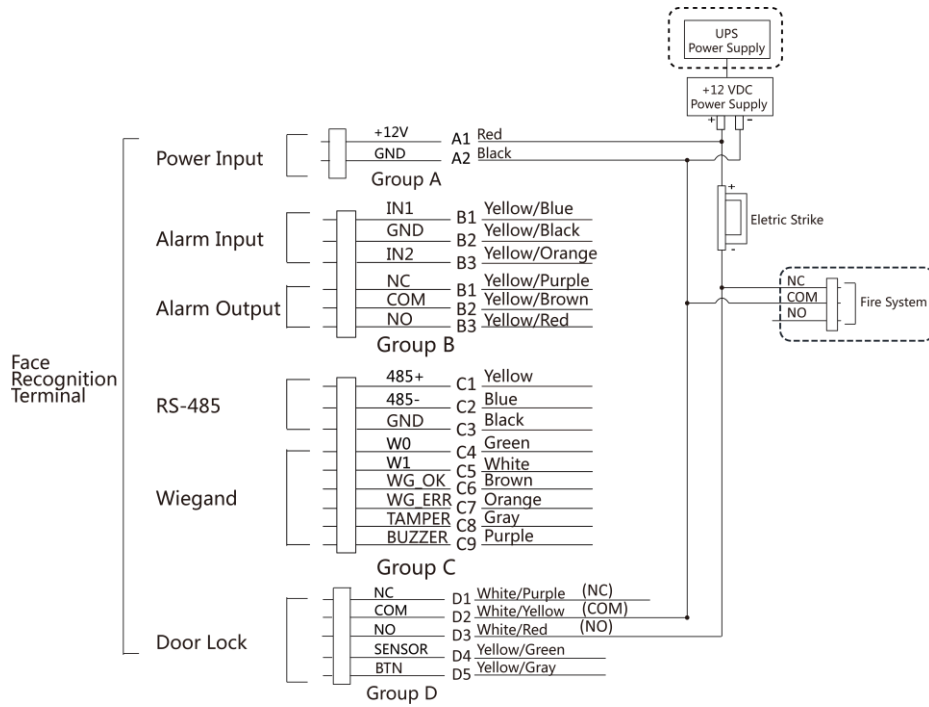 UPS
Power Supply
+12 VDC
Power Supply
+ -
Power Input
+12V A1 Red
GND A2 Black
Group A
+
Eletric Strike
-
Alarm Input
IN1 B1 Yellow/Blue
GND B2 Yellow/Black
IN2 B3 Yellow/Orange
Alarm Output
NC B1 Yellow/Purple
COM B2 Yellow/Brown
NO B3 Yellow/Red
Group B
NC
COM
NO
Fire System
Face
Recognition
Terminal
RS-485
485+ C1 Yellow
485- C2 Blue
GND C3 Black
Wiegand
W0 C4 Green
W1 C5 White
WG_OK C6 Brown
WG_ERR C7 Orange
TAMPER C8 Gray
BUZZER C9 Purple
Group C
Door Lock
NC D1 White/Purple (NC)
COM D2 White/Yellow (COM)
NO D3 White/Red (NO)
SENSOR D4 Yellow/Green
BTN D5 Yellow/Gray
Group D